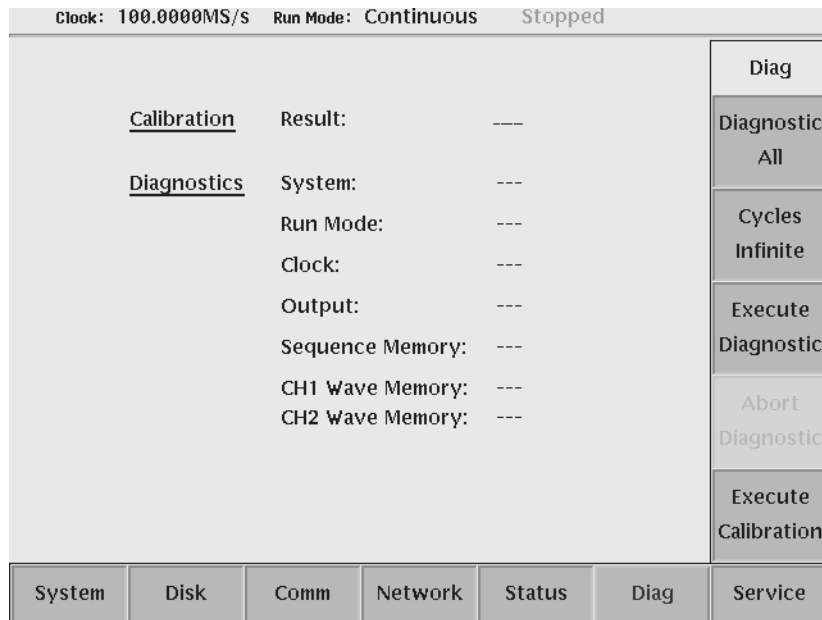 Clock: 100.0000MS/s Run Mode: Continuous Stopped
Diag
Calibration Result: ---
Diagnostics System: ---
Run Mode: ---
Clock: ---
Output: ---
Sequence Memory: ---
CH1 Wave Memory:
CH2 Wave Memory: ---
Diagnostic
All
Cycles
Infinite
Execute
Diagnostic
Abort
Diagnostic
Execute
Calibration
System Disk Comm Network Status Diag Service